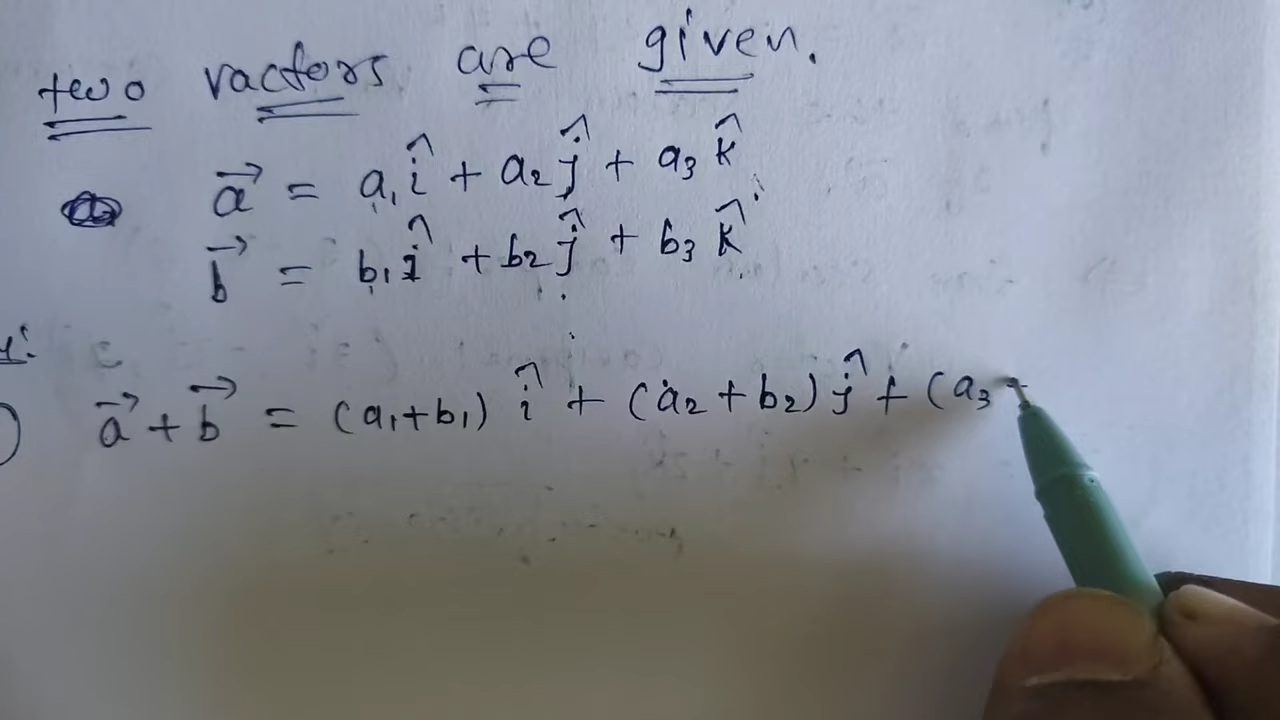 two vactors are given.
a⃗ = a₁î + a₂ĵ + a₃k̂
b⃗ = b₁î + b₂ĵ + b₃k̂
) a⃗ + b⃗ = (a₁+b₁) î + (a₂+b₂) ĵ + (a₃ +